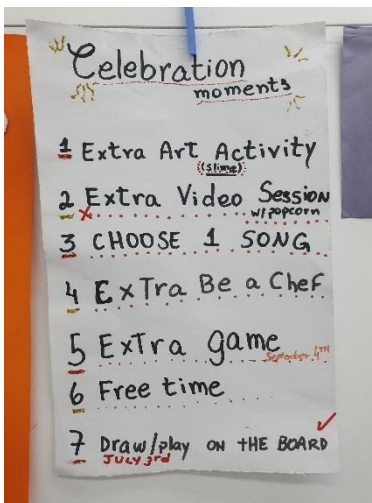 Celebration
moments
1 Extra Art Activity
(slime)
2 Extra Video Session
x w/popcorn
3 CHOOSE 1 SONG
4 ExTra Be a Chef
5 ExTra game
September 4TH
6 Free time
7 Draw/play ON THE BOARD
JULY 3rd